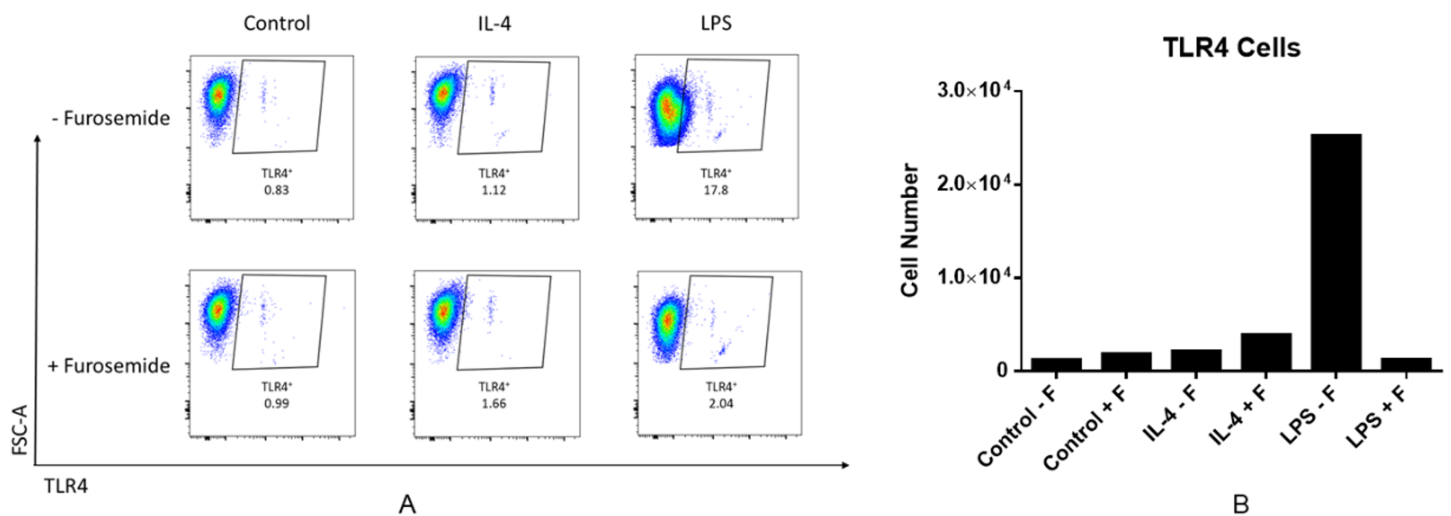 Control IL-4 LPS
- Furosemide
TLR4⁺
0.83
TLR4⁺
1.12
TLR4⁺
17.8
+ Furosemide
TLR4⁺
0.99
TLR4⁺
1.66
TLR4⁺
2.04
FSC-A
TLR4
A
TLR4 Cells
Cell Number
3.0×10⁴
2.0×10⁴
1.0×10⁴
0
Control - F
Control + F
IL-4 - F
IL-4 + F
LPS - F
LPS + F
B